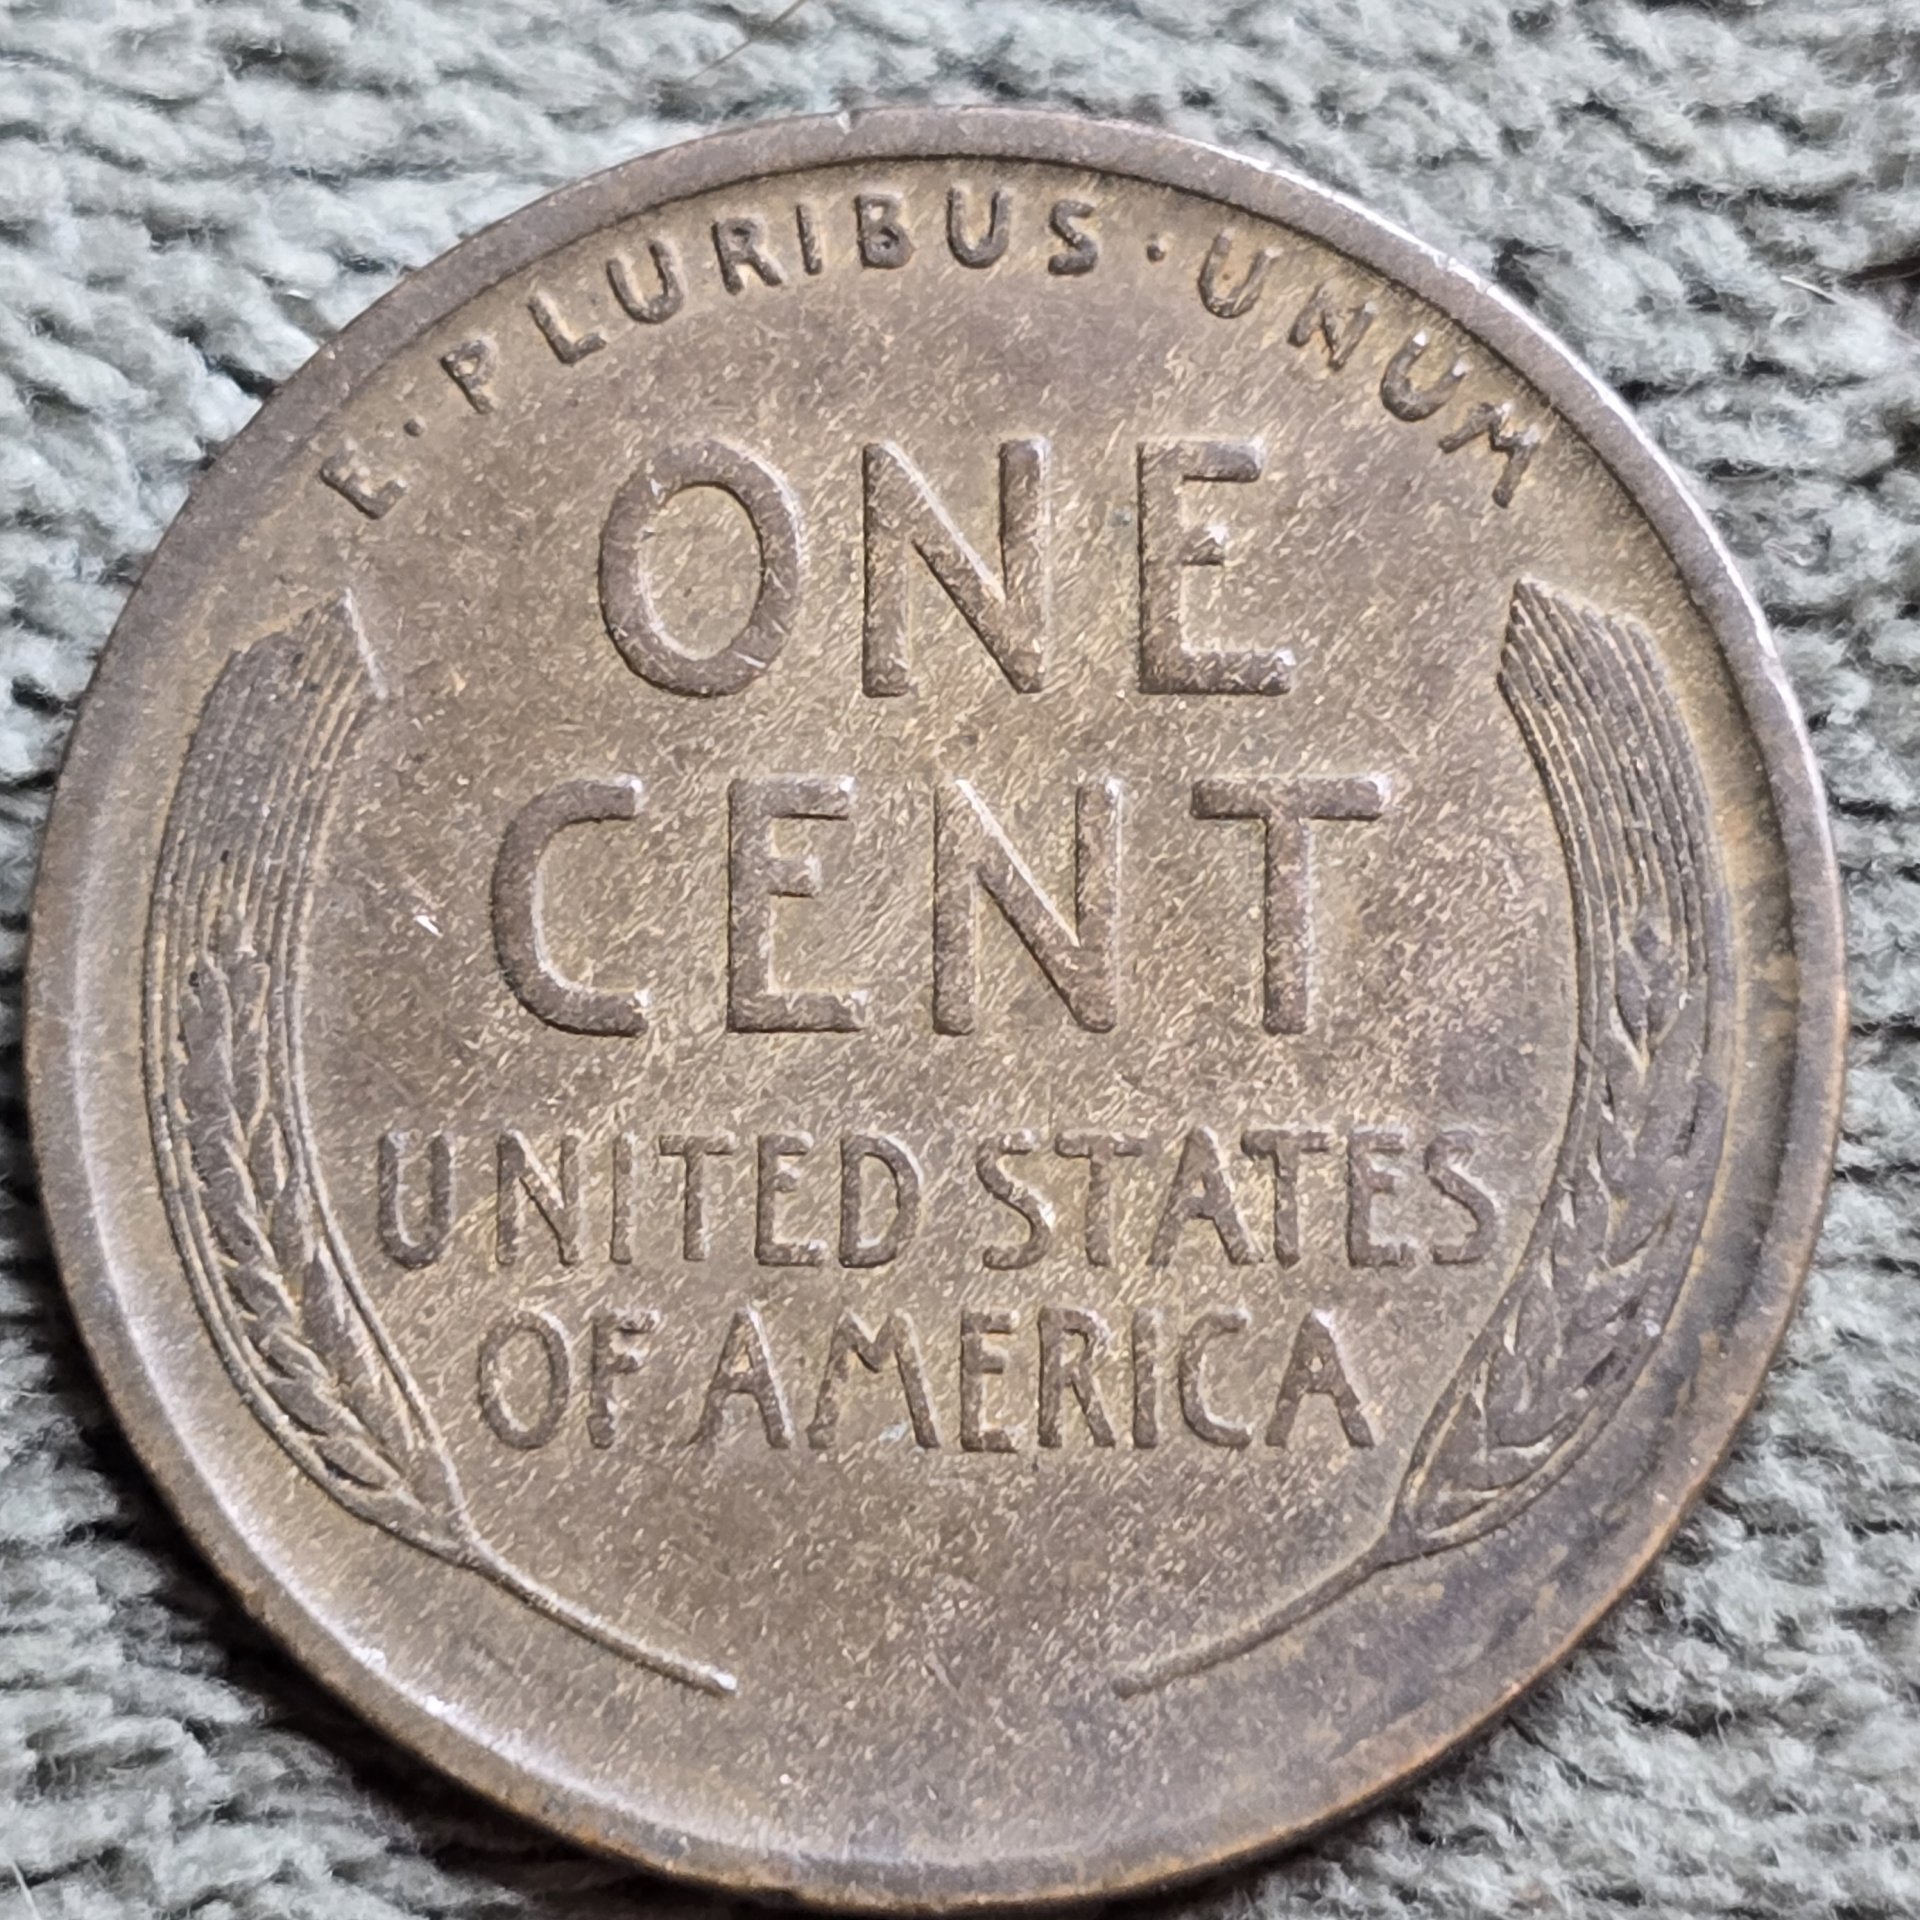 E·PLURIBUS·UNUM
ONE
CENT
UNITED STATES
OF AMERICA